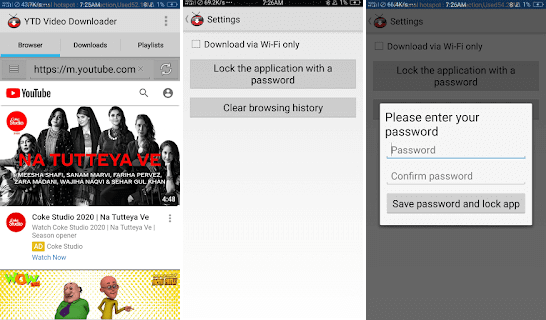 43.7K/s
7:25AM
YTD Video Downloader
Browser
Downloads
Playlists
https://m.youtube.com
YouTube
Coke Studio
NA TUTTEYA VE
MEESHA SHAFI, SANAM MARVI, FARIHA PERVEZ,
ZARA MADANI, WAJIHA NAQVI & SEHAR GUL KHAN
4:48
Coke Studio 2020 | Na Tutteya Ve
Watch Coke Studio 2020 | Na Tutteya Ve |
Season opener
AD Coke Studio
Watch Now
WOW
69.2K/s
7:26AM
Settings
Download via Wi-Fi only
Lock the application with a
password
Clear browsing history
7:26AM
Settings
Download via Wi-Fi only
Lock the application with a
password
Please enter your
password
Password
Confirm password
Save password and lock app